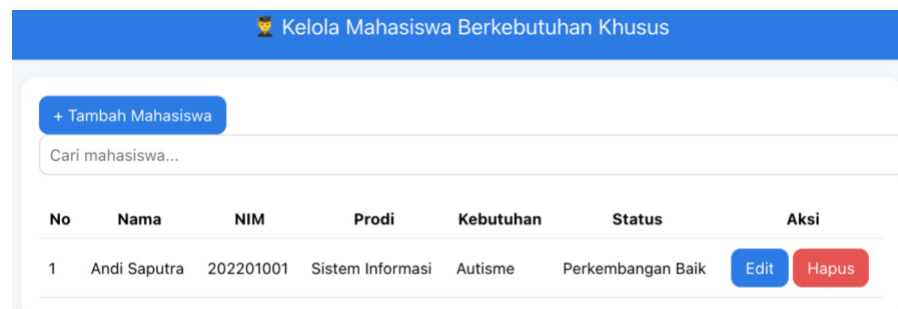 👨‍🎓 Kelola Mahasiswa Berkebutuhan Khusus
+ Tambah Mahasiswa
Cari mahasiswa...
No Nama NIM Prodi Kebutuhan Status Aksi
1 Andi Saputra 202201001 Sistem Informasi Autisme Perkembangan Baik Edit Hapus